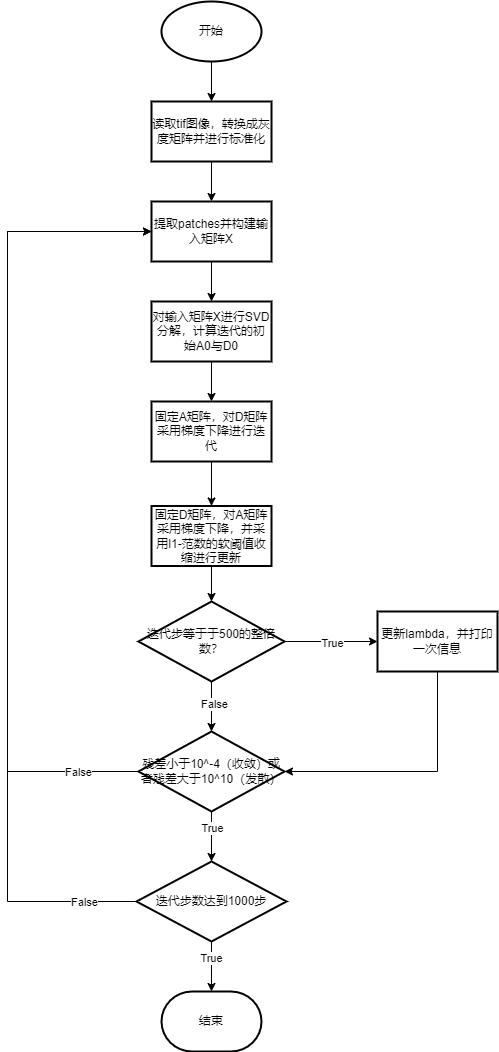 开始
读取tif图像，转换成灰
度矩阵并进行标准化
提取patches并构建输
入矩阵X
对输入矩阵X进行SVD
分解，计算迭代的初
始A0与D0
固定A矩阵，对D矩阵
采用梯度下降进行迭
代
固定D矩阵，对A矩阵
采用梯度下降，并采
用l1-范数的软阈值收
缩进行更新
迭代步等于于500的整倍
数？
True
更新lambda，并打印
一次信息
False
残差小于10^-4（收敛）或
者残差大于10^10（发散）
False
True
迭代步数达到1000步
False
True
结束